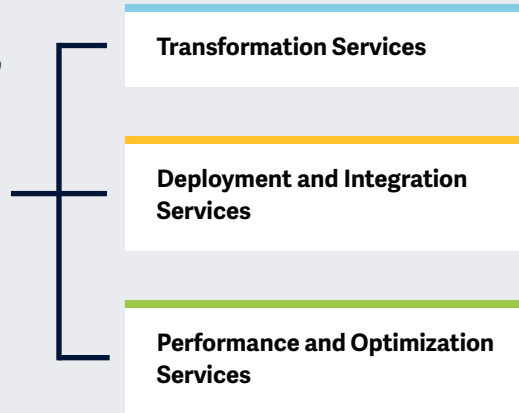 Transformation Services
Deployment and Integration
Services
Performance and Optimization
Services